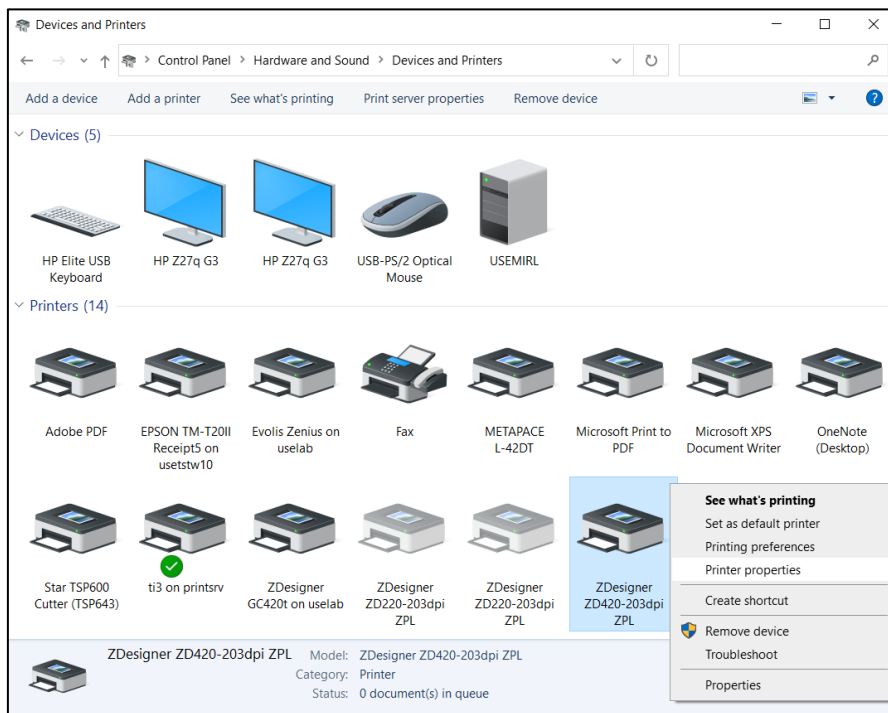 Devices and Printers
Control Panel > Hardware and Sound > Devices and Printers
Add a device Add a printer See what's printing Print server properties Remove device ?
Devices (5)
HP Elite USB Keyboard
HP Z27q G3
HP Z27q G3
USB-PS/2 Optical Mouse
USEMIRL
Printers (14)
Adobe PDF
EPSON TM-T20II Receipt5 on usetstw10
Evolis Zenius on uselab
Fax
METAPACE L-42DT
Microsoft Print to PDF
Microsoft XPS Document Writer
OneNote (Desktop)
Star TSP600 Cutter (TSP643)
ti3 on printsrv
ZDesigner GC420t on uselab
ZDesigner ZD220-203dpi ZPL
ZDesigner ZD220-203dpi ZPL
ZDesigner ZD420-203dpi ZPL
See what's printing
Set as default printer
Printing preferences
Printer properties
Create shortcut
Remove device
Troubleshoot
Properties
ZDesigner ZD420-203dpi ZPL Model: ZDesigner ZD420-203dpi ZPL
Category: Printer
Status: 0 document(s) in queue